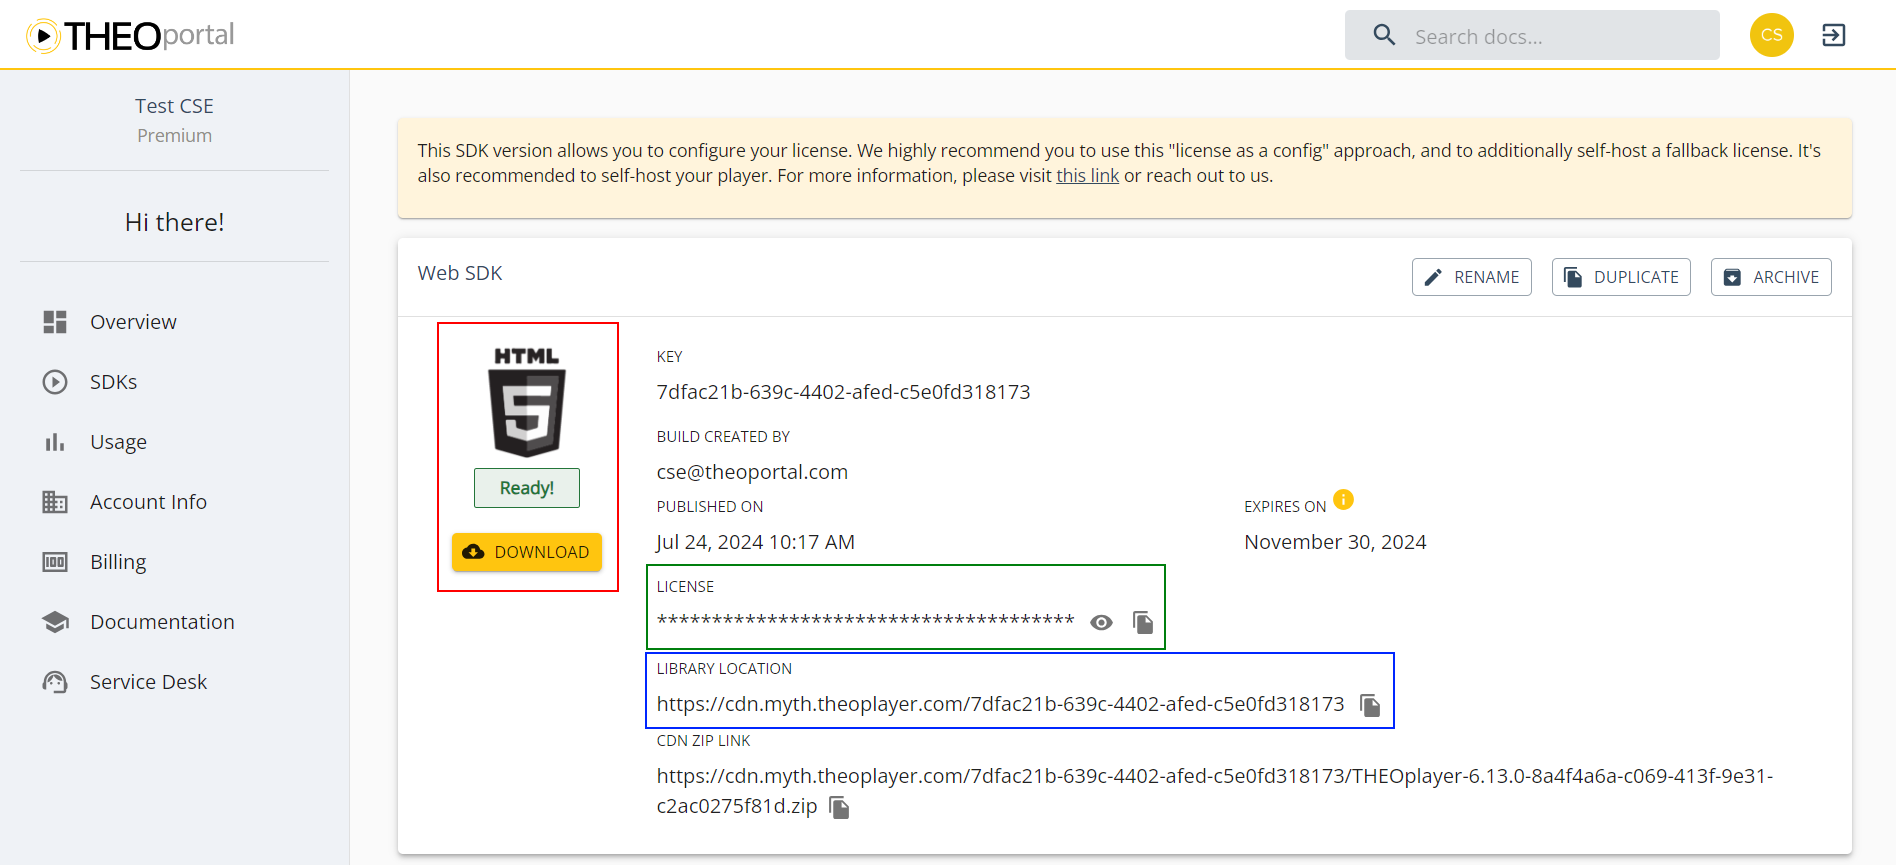 THEOportal
Search docs...
CS
Test CSE
Premium
Hi there!
Overview
SDKs
Usage
Account Info
Billing
Documentation
Service Desk
This SDK version allows you to configure your license. We highly recommend you to use this "license as a config" approach, and to additionally self-host a fallback license. It's
also recommended to self-host your player. For more information, please visit this link or reach out to us.
Web SDK
RENAME
DUPLICATE
ARCHIVE
HTML
5
Ready!
DOWNLOAD
KEY
7dfac21b-639c-4402-afed-c5e0fd318173
BUILD CREATED BY
cse@theoportal.com
PUBLISHED ON
Jul 24, 2024 10:17 AM
EXPIRES ON
November 30, 2024
LICENSE
**************************************
LIBRARY LOCATION
https://cdn.myth.theoplayer.com/7dfac21b-639c-4402-afed-c5e0fd318173
CDN ZIP LINK
https://cdn.myth.theoplayer.com/7dfac21b-639c-4402-afed-c5e0fd318173/THEOplayer-6.13.0-8a4f4a6a-c069-413f-9e31-
c2ac0275f81d.zip